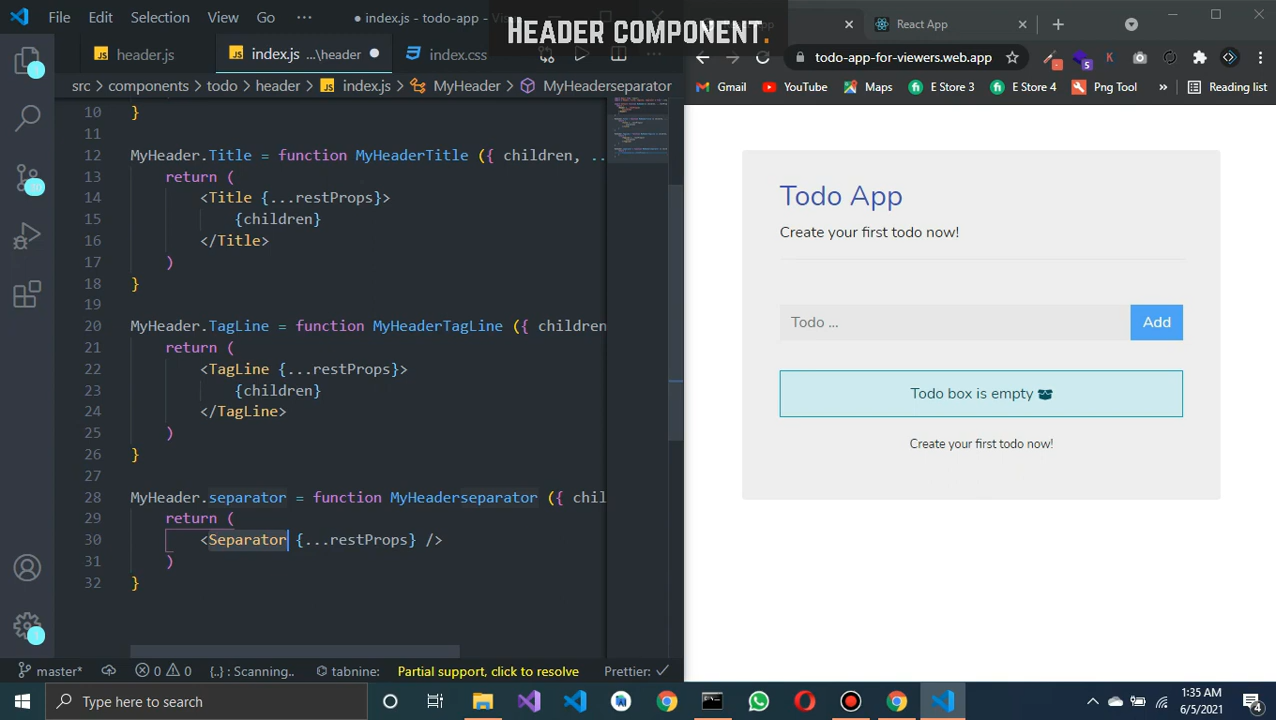 File Edit Selection View Go ● index.js - todo-app - Vis...
HEADER COMPONENT.
React App
header.js
index.js ...\header ●
index.css
src > components > todo > header > index.js > MyHeader > MyHeaderseparator
todo-app-for-viewers.web.app
5
K
Gmail YouTube Maps E Store 3 E Store 4 Png Tool » Reading list
1
10 }
11
12 MyHeader.Title = function MyHeaderTitle ({ children, ..
13 return (
14 <Title {...restProps}>
15 {children}
16 </Title>
17 )
18 }
19
20 MyHeader.TagLine = function MyHeaderTagLine ({ children
21 return (
22 <TagLine {...restProps}>
23 {children}
24 </TagLine>
25 )
26 }
27
28 MyHeader.separator = function MyHeaderseparator ({ chil
29 return (
30 <Separator {...restProps} />
31 )
32 }
1
Todo App
Create your first todo now!
Todo ...
Add
Todo box is empty
Create your first todo now!
master* 0 0 {..} : Scanning... tabnine: Partial support, click to resolve Prettier: ✓
Type here to search
1:35 AM
6/5/2021
4